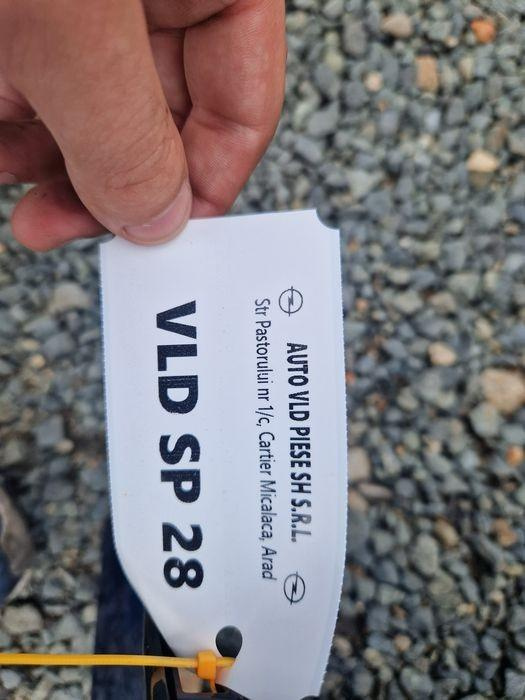 AUTO VLD PIESE SH S.R.L.
Str Pastorului nr 1/c, Cartier Micalaca, Arad
VLD SP 28